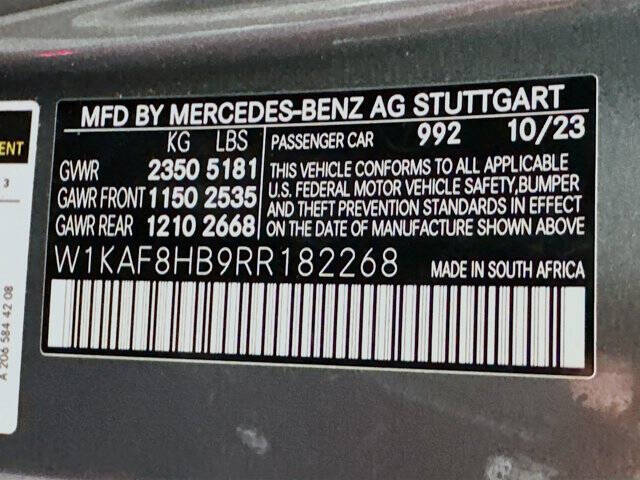 MFD BY MERCEDES-BENZ AG STUTTGART
KG LBS
PASSENGER CAR 992 10/23
GVWR 2350 5181
GAWR FRONT 1150 2535
GAWR REAR 1210 2668
THIS VEHICLE CONFORMS TO ALL APPLICABLE
U.S. FEDERAL MOTOR VEHICLE SAFETY,BUMPER
AND THEFT PREVENTION STANDARDS IN EFFECT
ON THE DATE OF MANUFACTURE SHOWN ABOVE
W1KAF8HB9RR182268 MADE IN SOUTH AFRICA
ENT
3
A 206 584 42 08